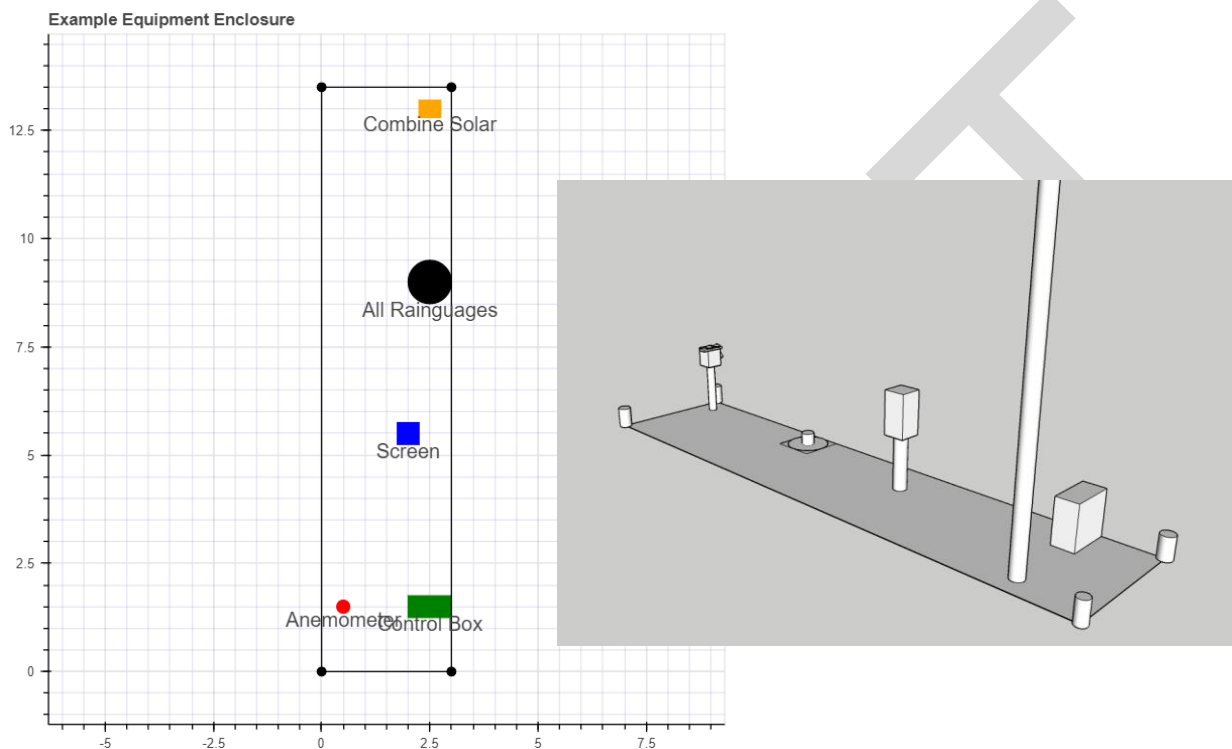 Example Equipment Enclosure
12.5
Combine Solar
10
All Rainguages
7.5
5
Screen
2.5
Anemometer
Control Box
0
-5
-2.5
0
2.5
5
7.5